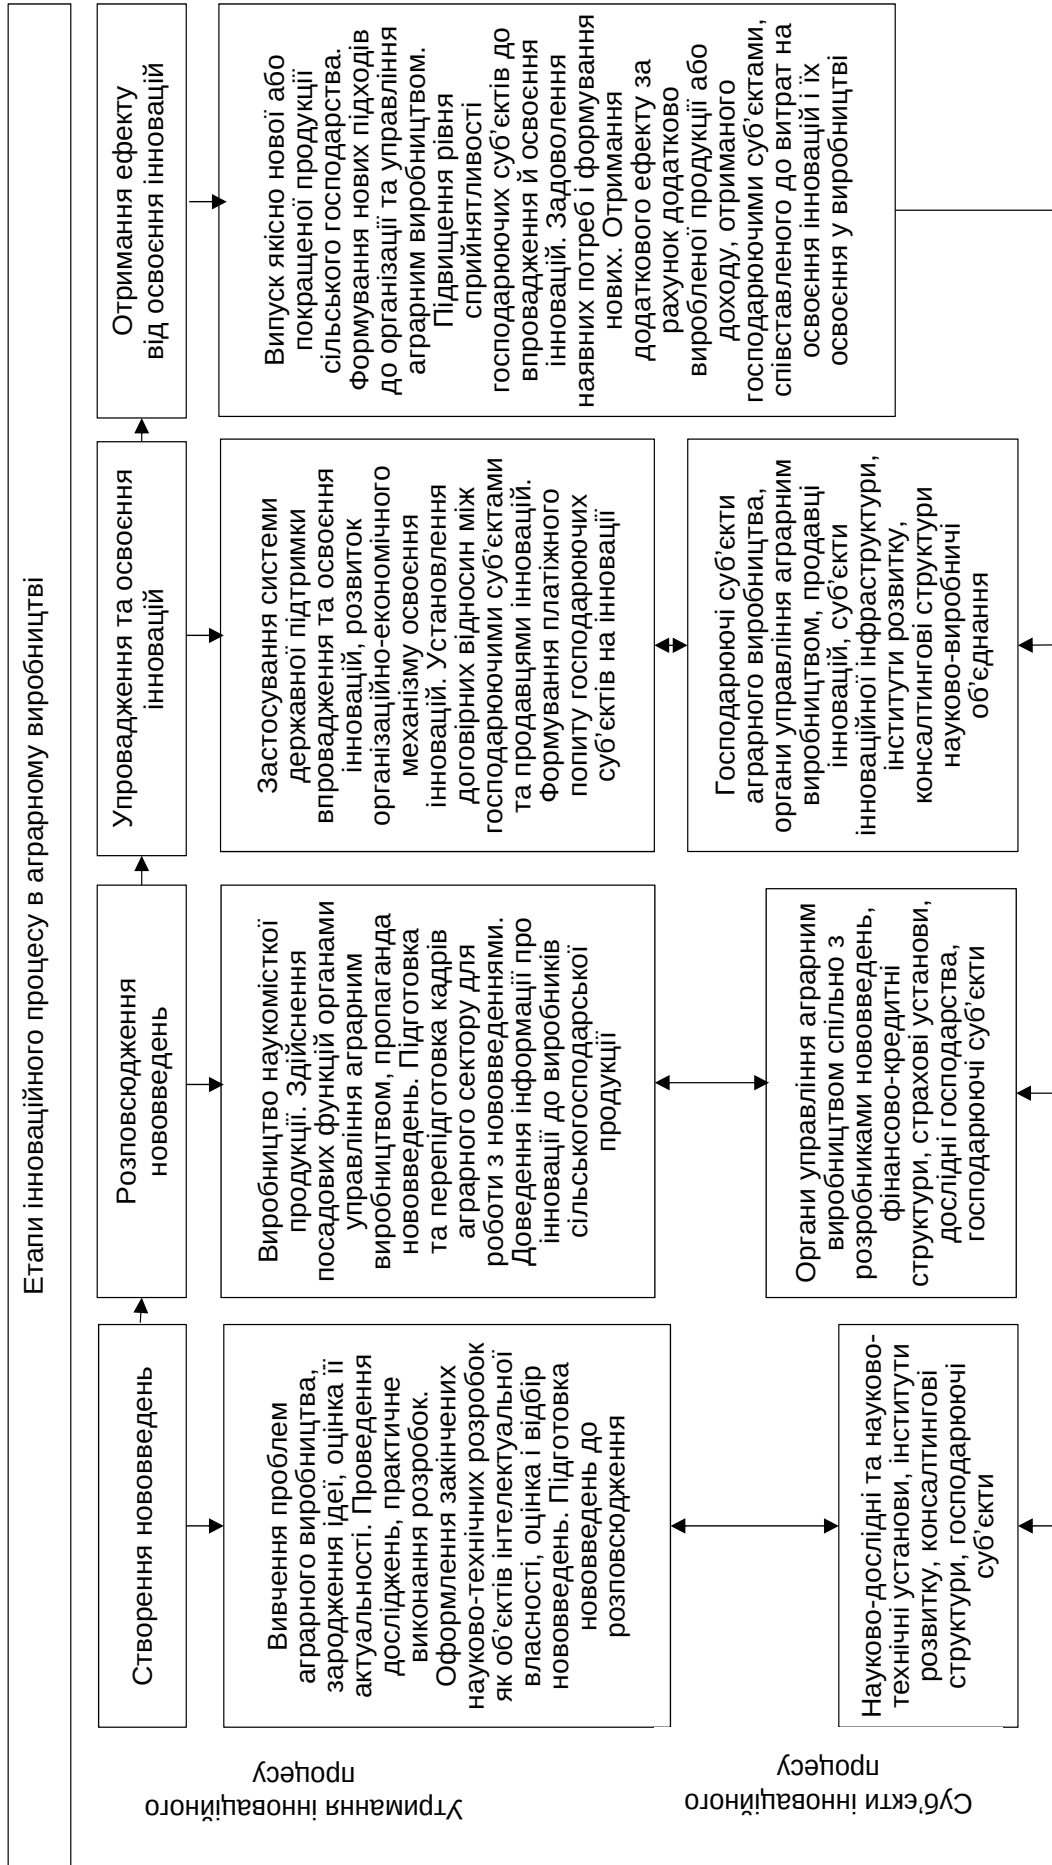 Етапи інноваційного процесу в аграрному виробництві
Створення нововведень
Розповсюдження
нововведень
Упровадження та освоєння
інновацій
Отримання ефекту
від освоєння інновацій
Утримання інноваційного
процесу
Вивчення проблем
аграрного виробництва,
зародження ідеї, оцінка її
актуальності. Проведення
досліджень, практичне
виконання розробок.
Оформлення закінчених
науково-технічних розробок
як об’єктів інтелектуальної
власності, оцінка і відбір
нововведень. Підготовка
нововведень до
розповсюдження
Виробництво наукомісткої
продукції. Здійснення
посадових функцій органами
управління аграрним
виробництвом, пропаганда
нововведень. Підготовка
та перепідготовка кадрів
аграрного сектору для
роботи з нововведеннями.
Доведення інформації про
інновації до виробників
сільськогосподарської
продукції
Застосування системи
державної підтримки
впровадження та освоєння
інновацій, розвиток
організаційно-економічного
механізму освоєння
інновацій. Установлення
договірних відносин між
господарюючими суб’єктами
та продавцями інновацій.
Формування платіжного
попиту господарюючих
суб’єктів на інновації
Випуск якісно нової або
покращеної продукції
сільського господарства.
Формування нових підходів
до організації та управління
аграрним виробництвом.
Підвищення рівня
сприйнятливості
господарюючих суб’єктів до
впровадження й освоєння
інновацій. Задоволення
наявних потреб і формування
нових. Отримання
додаткового ефекту за
рахунок додатково
виробленої продукції або
доходу, отриманого
господарюючими суб’єктами,
співставленого до витрат на
освоєння інновацій і їх
освоєння у виробництві
Суб’єкти інноваційного
процесу
Науково-дослідні та науково-
технічні установи, інститути
розвитку, консалтингові
структури, господарюючі
суб’єкти
Органи управління аграрним
виробництвом спільно з
розробниками нововведень,
фінансово-кредитні
структури, страхові установи,
дослідні господарства,
господарюючі суб’єкти
Господарюючі суб’єкти
аграрного виробництва,
органи управління аграрним
виробництвом, продавці
інновацій, суб’єкти
інноваційної інфраструктури,
інститути розвитку,
консалтингові структури
науково-виробничі
об’єднання